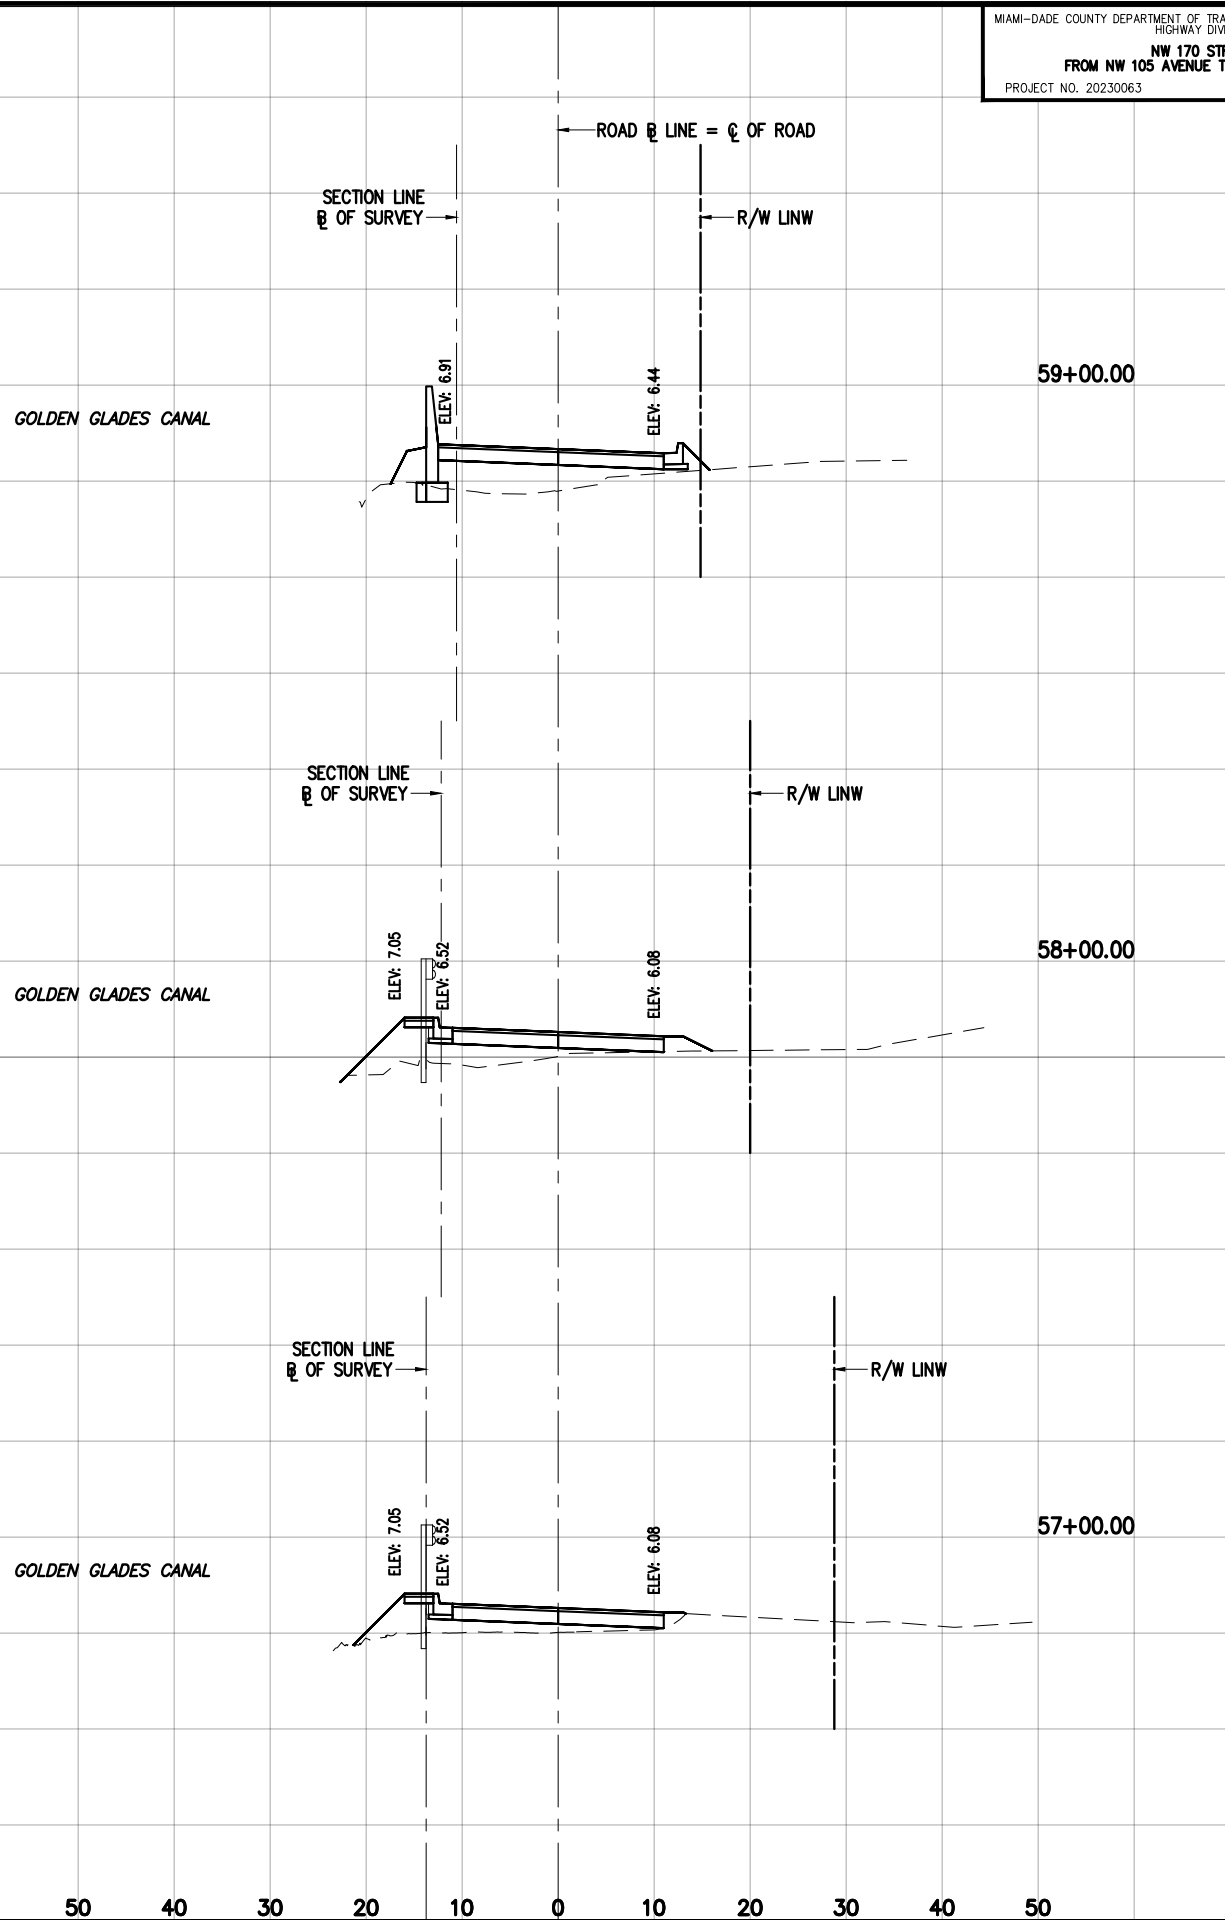 MIAMI-DADE COUNTY DEPARTMENT OF
HIGHWAY
NW 170
FROM NW 105 AVENUE
PROJECT NO. 20230063
ROAD ℄ LINE = ℄ OF ROAD
SECTION LINE
OF SURVEY
R/W LINW
ELEV: 6.91
ELEV: 6.44
59+00.00
GOLDEN GLADES CANAL
SECTION LINE
OF SURVEY
R/W LINW
ELEV: 7.05
ELEV: 6.52
ELEV: 6.08
58+00.00
GOLDEN GLADES CANAL
SECTION LINE
OF SURVEY
R/W LINW
ELEV: 7.05
ELEV: 6.52
ELEV: 6.08
57+00.00
GOLDEN GLADES CANAL
50 40 30 20 10 0 10 20 30 40 50